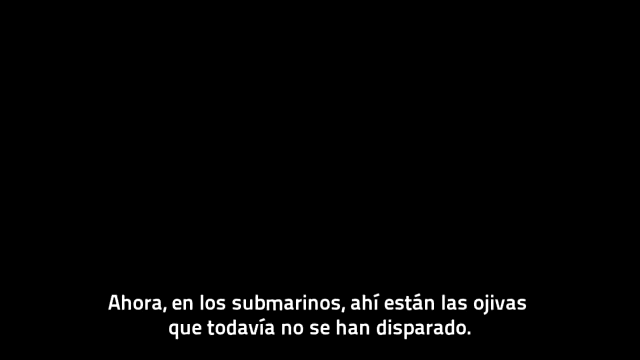 Ahora, en los submarinos, ahí están las ojivas
que todavía no se han disparado.